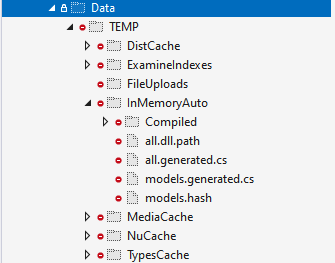 Data
TEMP
DistCache
ExamineIndexes
FileUploads
InMemoryAuto
Compiled
all.dll.path
all.generated.cs
models.generated.cs
models.hash
MediaCache
NuCache
TypesCache